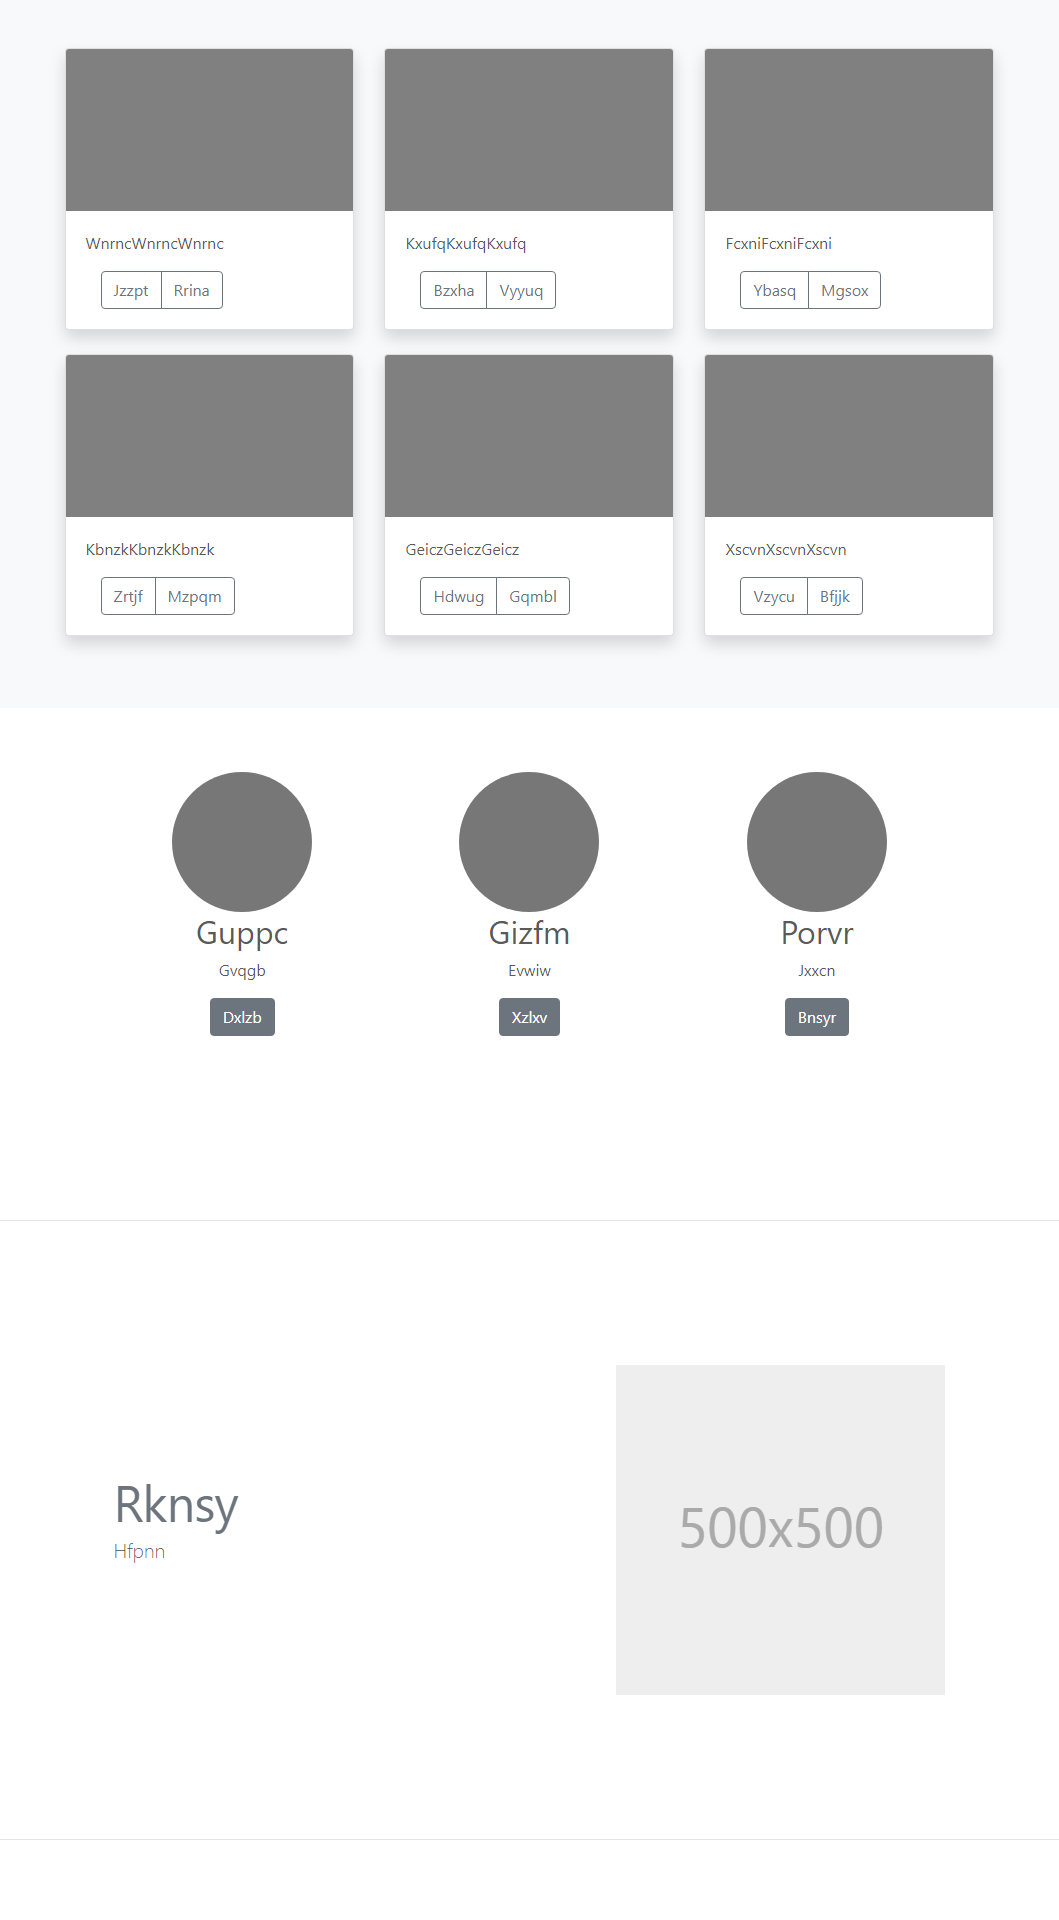 WnrncWnrncWnrnc
KxufqKxufqKxufq
FcxniFcxniFcxni
Jzzpt Rrina
Bzxha Vyyuq
Ybasq Mgsox
KbnzkKbnzkKbnzk
GeiczGeiczGeicz
XscvnXscvnXscvn
Zrtjf Mzpqm
Hdwug Gqmbl
Vzycu Bfjjk
Guppc
Gizfm
Porvr
Gvqgb
Evwiw
Jxxcn
Dxlzb
Xzlxv
Bnsyr
Rknsy
Hfpnn
500x500